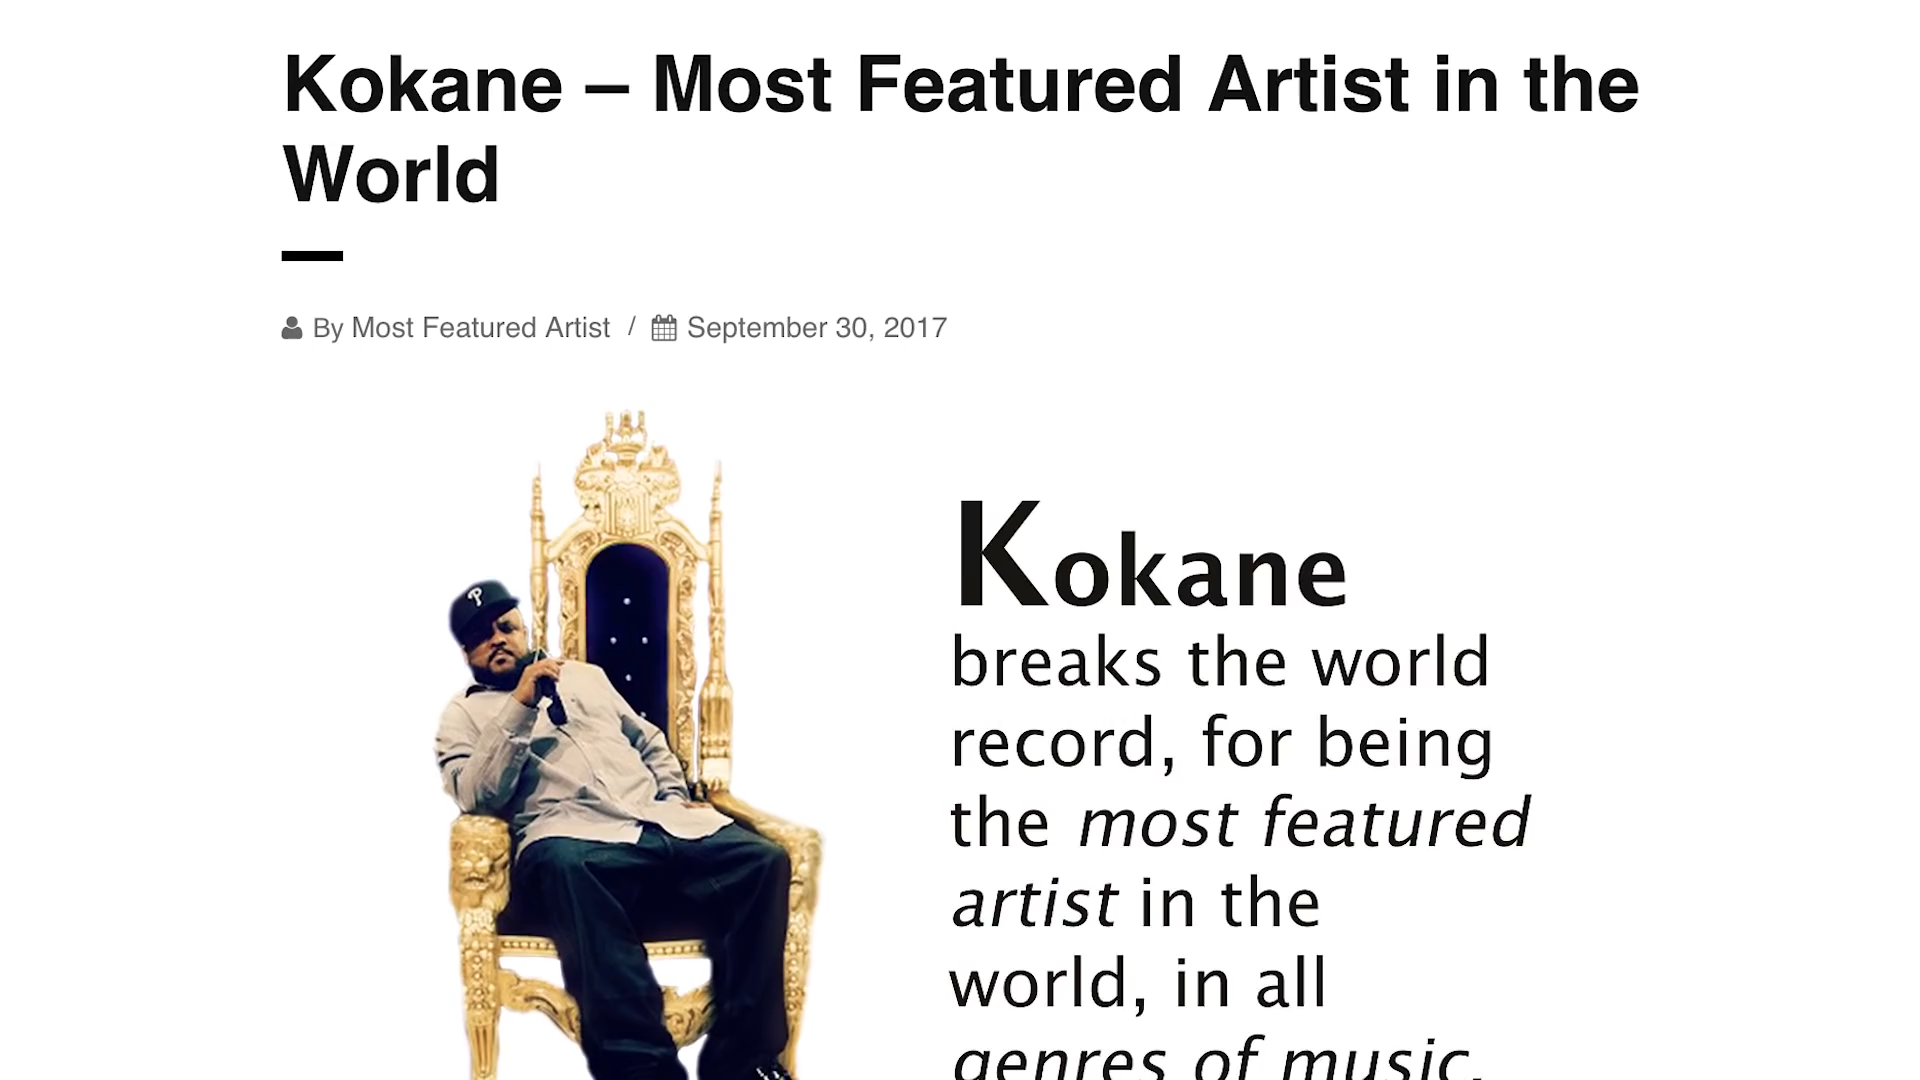 Kokane – Most Featured Artist in the
World
By Most Featured Artist / September 30, 2017
P
Kokane
breaks the world
record, for being
the most featured
artist in the
world, in all
genres of music.